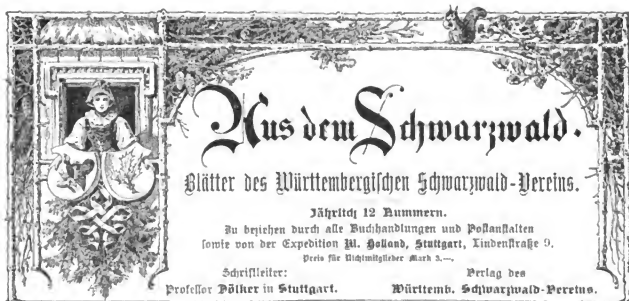 Aus dem Schwarzwald.
Blätter des Württembergischen Schwarzwald-Vereins.
Jährlich 12 Nummern.
Zu beziehen durch alle Buchhandlungen und Postanstalten
sowie von der Expedition W. Holland, Stuttgart, Lindenstraße 9.
Preis für Nichtmitglieder Mark 3.—.
Schriftleiter:
Professor Dölker in Stuttgart.
Verlag des
Württemb. Schwarzwald-Vereins.